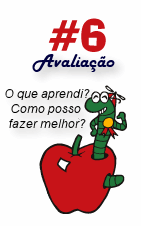 #6
Avaliação
O que aprendi?
Como posso
fazer melhor?